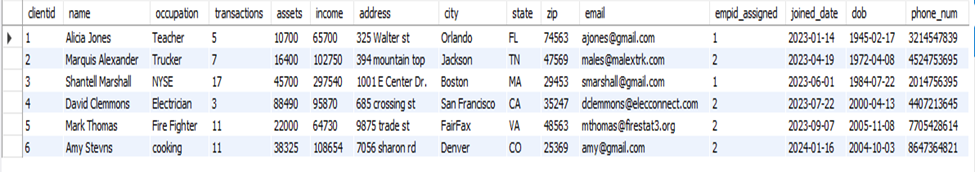 clientid name occupation transactions assets income address city state zip email empid_assigned joined_date dob phone_num
1 Alicia Jones Teacher 5 10700 65700 325 Walter st Orlando FL 74563 ajones@gmail.com 1 2023-01-14 1945-02-17 3214547839
2 Marquis Alexander Trucker 7 16400 102750 394 mountain top Jackson TN 47569 males@malextrk.com 2 2023-04-19 1972-04-08 4524753695
3 Shantell Marshall NYSE 17 45700 297540 1001 E Center Dr. Boston MA 29453 smarshall@gmail.com 1 2023-06-01 1984-07-22 2014756395
4 David Clemmons Electrician 3 88490 95870 685 crossing st San Francisco CA 35247 dclemmons@elecconnect.com 2 2023-07-22 2000-04-13 4407213645
5 Mark Thomas Fire Fighter 11 22000 64730 9875 trade st FairFax VA 48563 mthomas@firestat3.org 2 2023-09-07 2005-11-08 7705428614
6 Amy Stevns cooking 11 38325 108654 7056 sharon rd Denver CO 25369 amy@gmail.com 2 2024-01-16 2004-10-03 8647364821